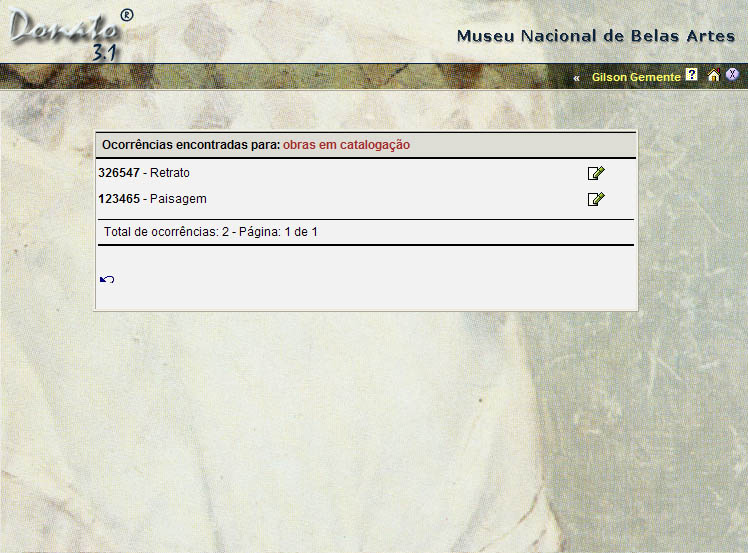 Donato®
3.1
Museu Nacional de Belas Artes
« Gilson Gemente ?
Ocorrências encontradas para: obras em catalogação
326547 - Retrato
123465 - Paisagem
Total de ocorrências: 2 - Página: 1 de 1